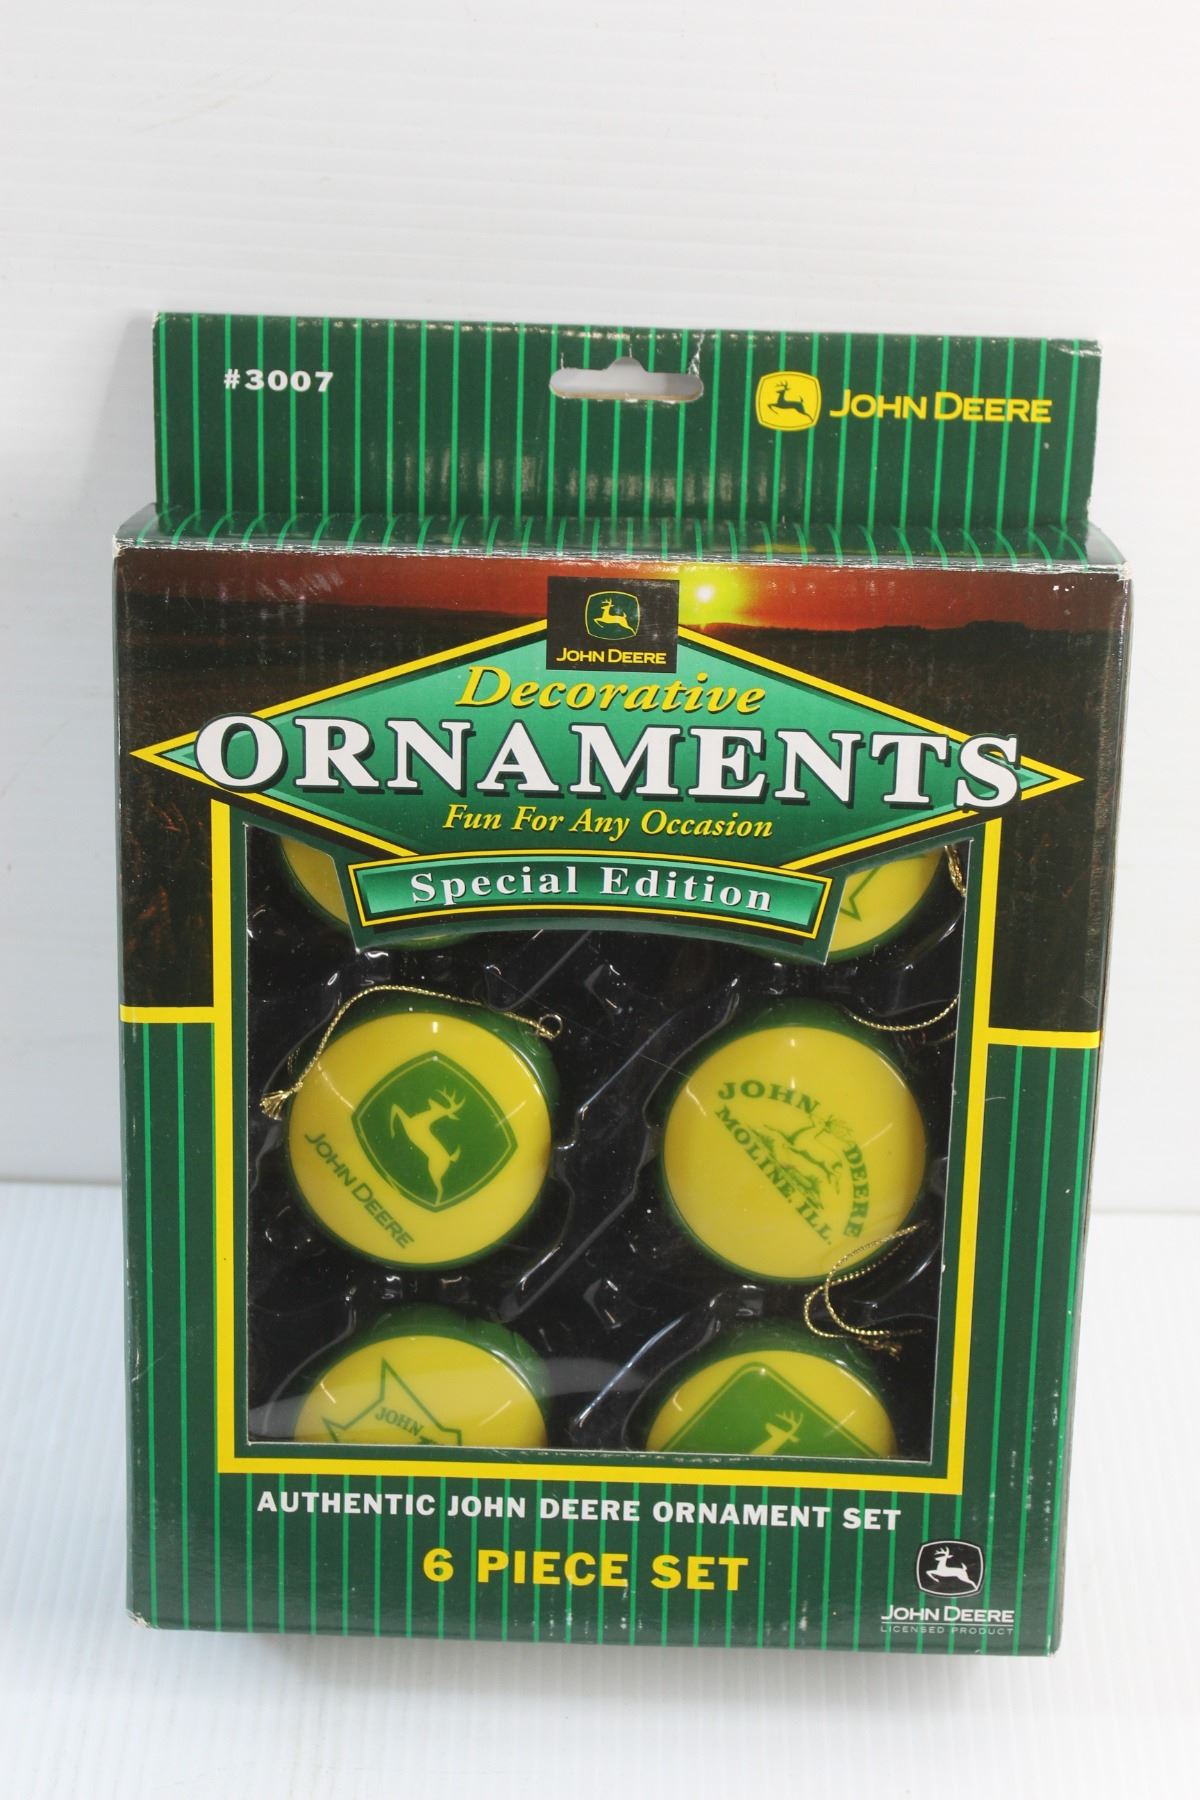 #3007
JOHN DEERE
JOHN DEERE
Decorative
ORNAMENTS
Fun For Any Occasion
Special Edition
JOHN DEERE
JOHN DEERE
MOLINE, ILL.
JOHN
AUTHENTIC JOHN DEERE ORNAMENT SET
6 PIECE SET
JOHN DEERE
LICENSED PRODUCT